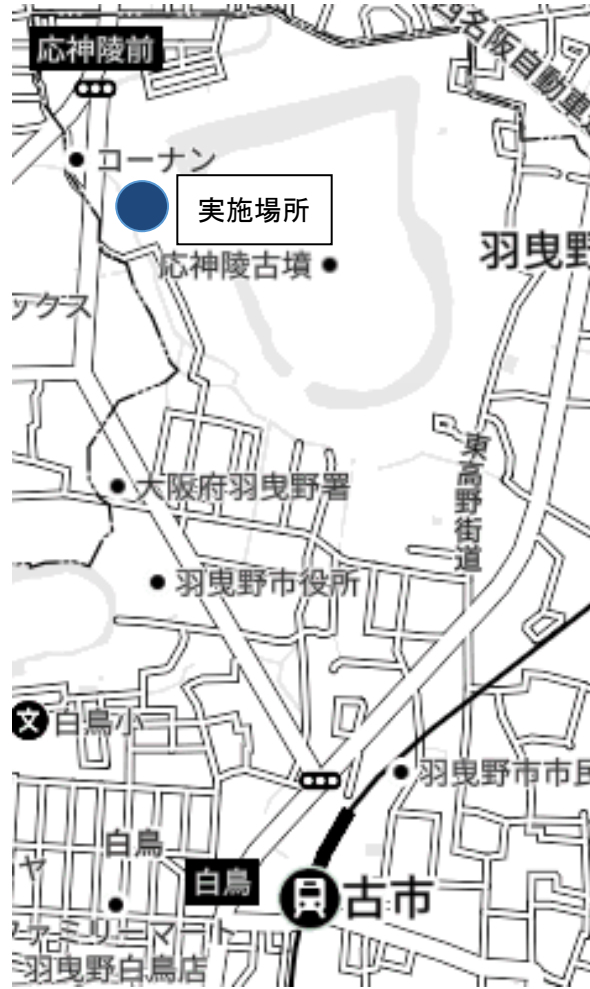 応神陵前
西名阪自動車道
コーナン
実施場所
応神陵古墳
羽曳野
ックス
東高野街道
大阪府羽曳野署
羽曳野市役所
文
白鳥小
羽曳野市市民
白鳥
ヤ
白鳥
古市
ファミリーマート
羽曳野白鳥店